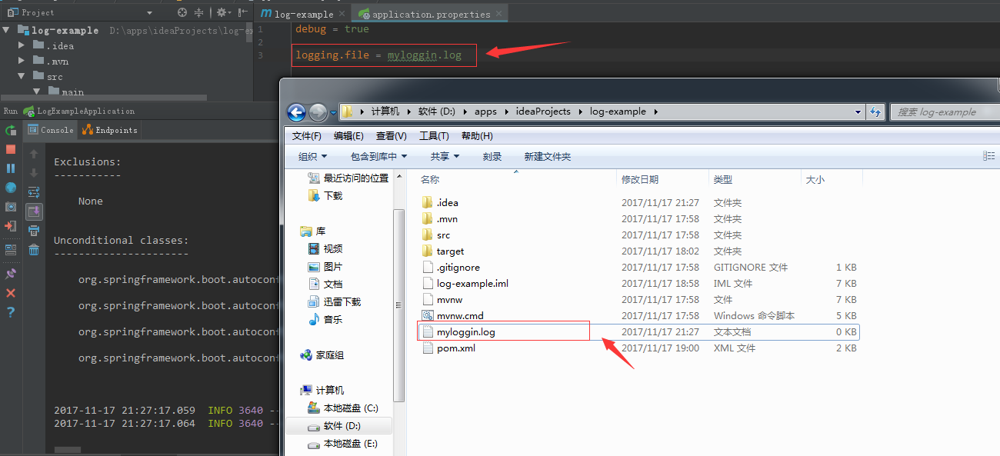 Project
log-example
application.properties
log-example D:\apps\ideaProjects\log-ex
.idea
.mvn
src
main
1 debug = true
2
3 logging.file = myloggin.log
Run LogExampleApplication
Console Endpoints
Exclusions:
-----------
None
Unconditional classes:
----------------------
org.springframework.boot.autoconf
org.springframework.boot.autoconf
org.springframework.boot.autoconf
org.springframework.boot.autoconf
2017-11-17 21:27:17.059 INFO 3640 --
2017-11-17 21:27:17.064 INFO 3640 --
计算机 软件 (D:) apps ideaProjects log-example
搜索 log-example
文件(F) 编辑(E) 查看(V) 工具(T) 帮助(H)
组织 包含到库中 共享 刻录 新建文件夹
最近访问的位置
下载
库
视频
图片
文档
迅雷下载
音乐
家庭组
计算机
本地磁盘 (C:)
软件 (D:)
本地磁盘 (E:)
名称 修改日期 类型 大小
.idea 2017/11/17 21:27 文件夹
.mvn 2017/11/17 17:58 文件夹
src 2017/11/17 17:58 文件夹
target 2017/11/17 18:02 文件夹
.gitignore 2017/11/17 17:58 GITIGNORE 文件 1 KB
log-example.iml 2017/11/17 18:58 IML 文件 7 KB
mvnw 2017/11/17 17:58 文件 7 KB
mvnw.cmd 2017/11/17 17:58 Windows 命令脚本 5 KB
myloggin.log 2017/11/17 21:27 文本文档 0 KB
pom.xml 2017/11/17 19:00 XML 文件 2 KB